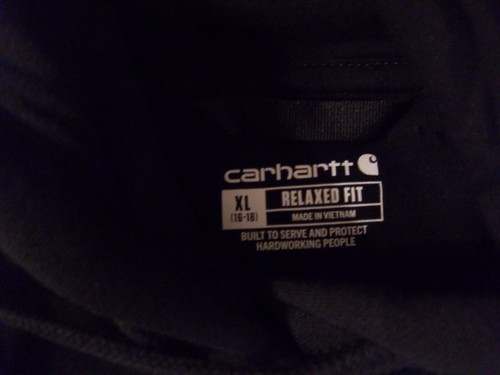 carhartt
XL
(16-18)
RELAXED FIT
MADE IN VIETNAM
BUILT TO SERVE AND PROTECT
HARDWORKING PEOPLE